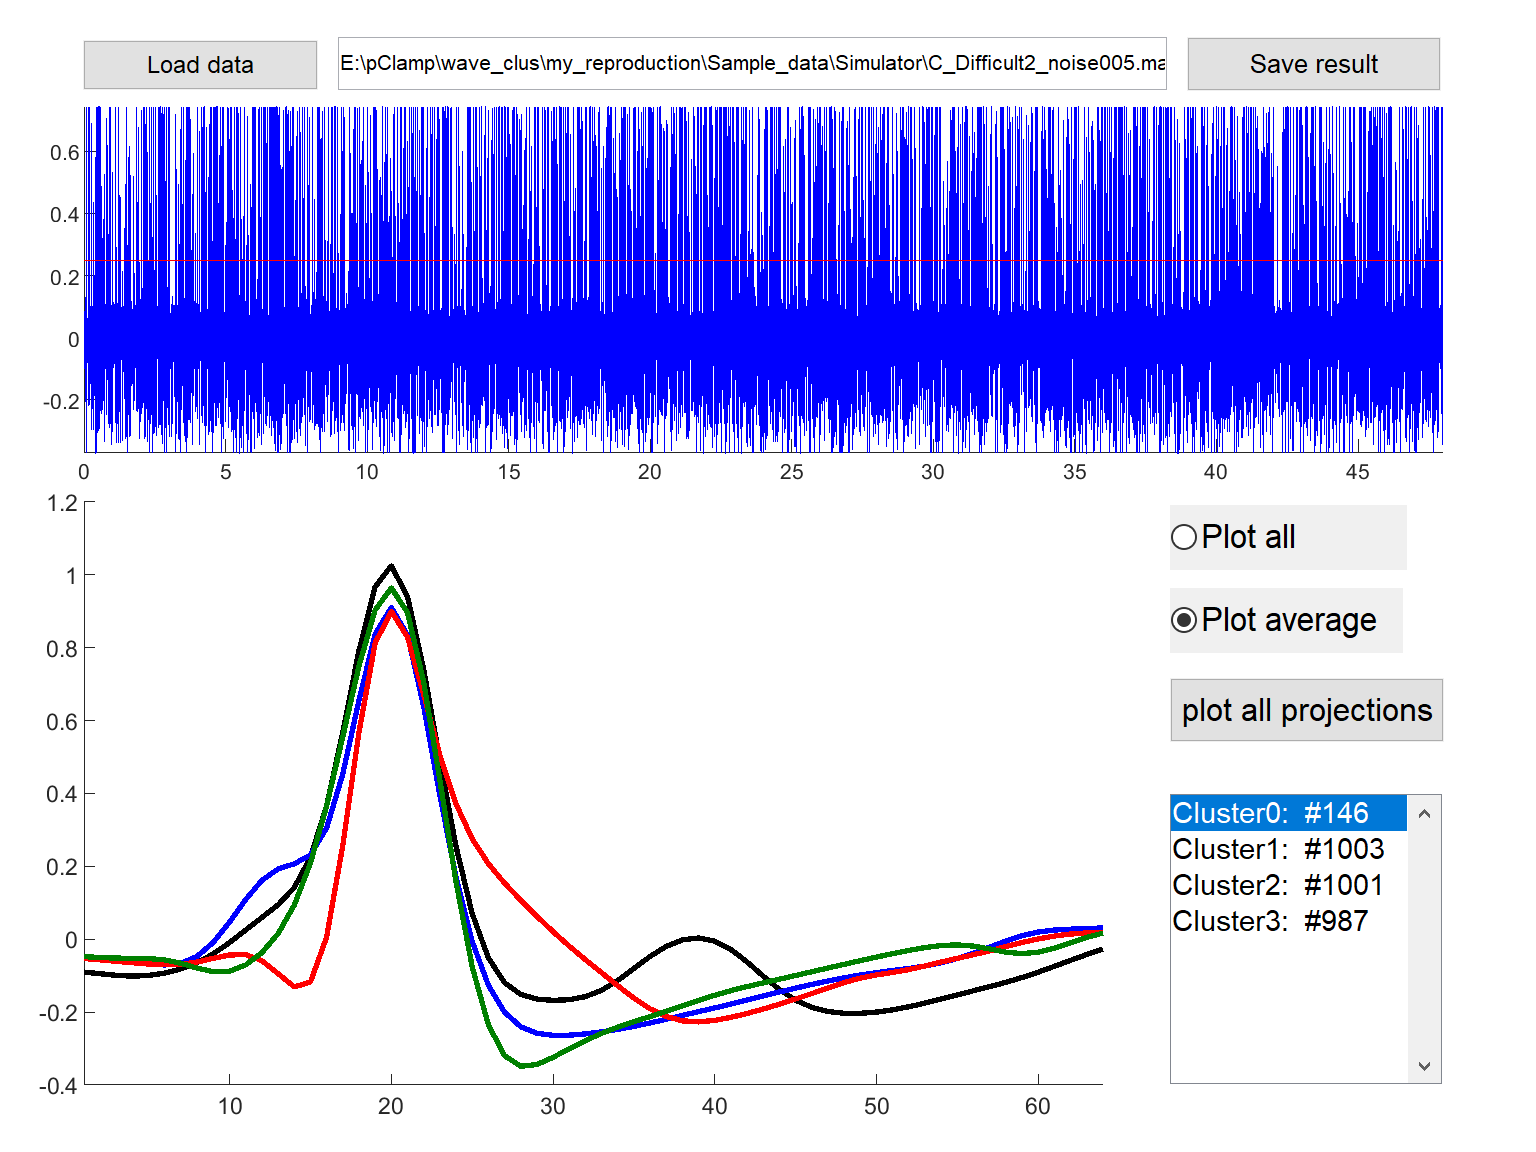 Load data
E:\pClamp\wave_clus\my_reproduction\Sample_data\Simulator\C_Difficult2_noise005.ma
Save result
0.6
0.4
0.2
0
-0.2
0 5 10 15 20 25 30 35 40 45
1.2
1
0.8
0.6
0.4
0.2
0
-0.2
-0.4
10 20 30 40 50 60
Plot all
Plot average
plot all projections
Cluster0: #146
Cluster1: #1003
Cluster2: #1001
Cluster3: #987